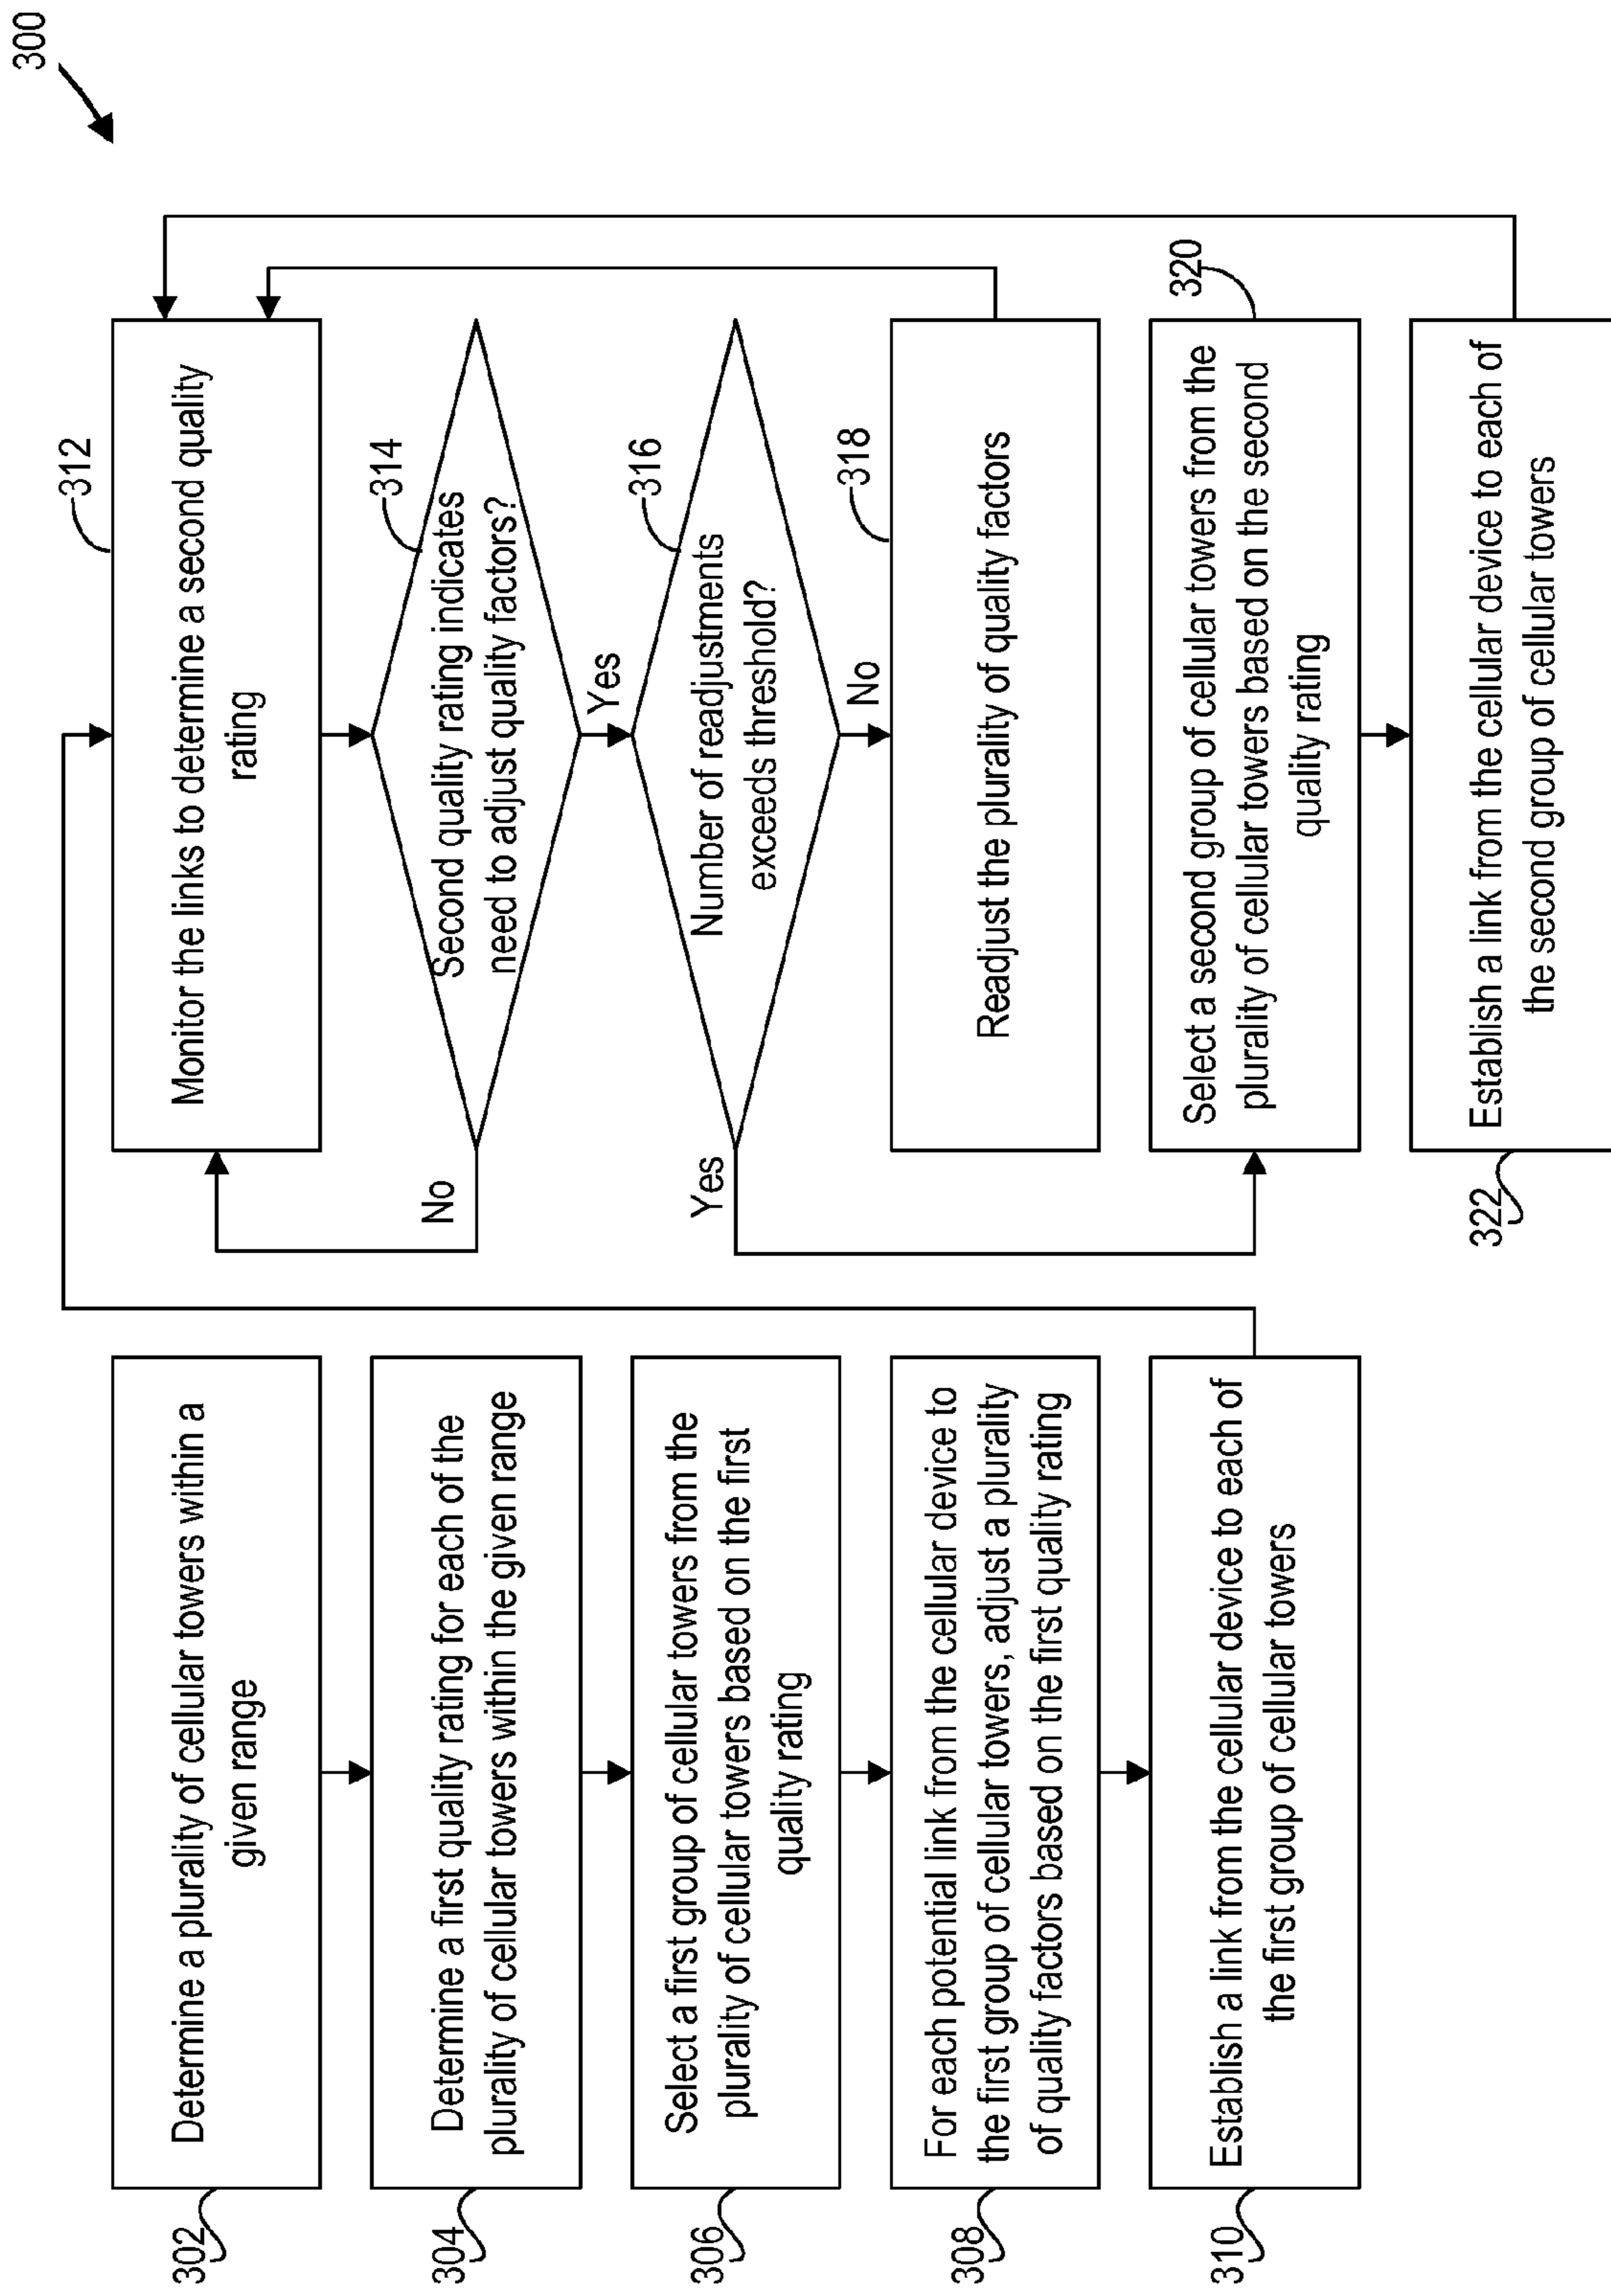 300
302
Determine a plurality of cellular towers within a
given range
304
Determine a first quality rating for each of the
plurality of cellular towers within the given range
306
Select a first group of cellular towers from the
plurality of cellular towers based on the first
quality rating
308
For each potential link from the cellular device to
the first group of cellular towers, adjust a plurality
of quality factors based on the first quality rating
310
Establish a link from the cellular device to each of
the first group of cellular towers
312
Monitor the links to determine a second quality
rating
314
Second quality rating indicates
need to adjust quality factors?
No
Yes
316
Number of readjustments
exceeds threshold?
Yes
No
318
Readjust the plurality of quality factors
320
Select a second group of cellular towers from the
plurality of cellular towers based on the second
quality rating
322
Establish a link from the cellular device to each of
the second group of cellular towers